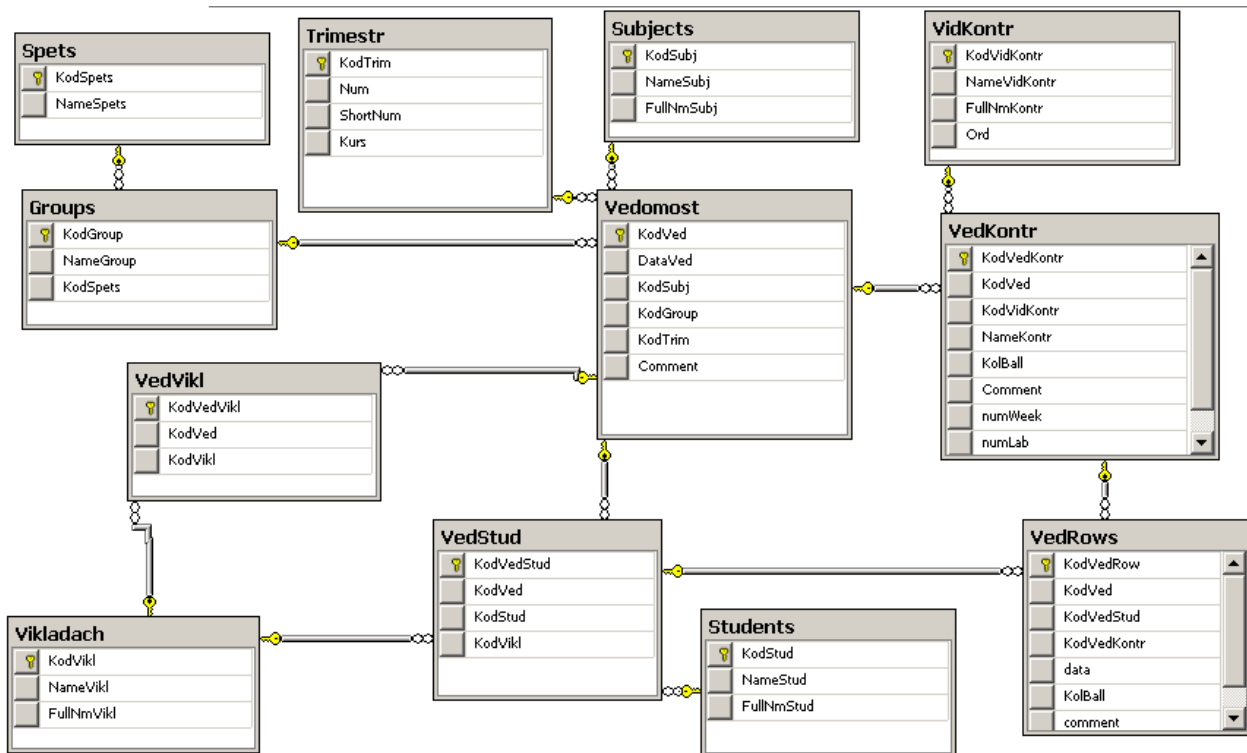 Spets
KodSpets
NameSpets
Trimestr
KodTrim
Num
ShortNum
Kurs
Subjects
KodSubj
NameSubj
FullNmSubj
VidKontr
KodVidKontr
NameVidKontr
FullNmKontr
Ord
Groups
KodGroup
NameGroup
KodSpets
Vedomost
KodVed
DataVed
KodSubj
KodGroup
KodTrim
Comment
VedKontr
KodVedKontr
KodVed
KodVidKontr
NameKontr
KolBall
Comment
numWeek
numLab
VedVikl
KodVedVikl
KodVed
KodVikl
VedStud
KodVedStud
KodVed
KodStud
KodVikl
VedRows
KodVedRow
KodVed
KodVedStud
KodVedKontr
data
KolBall
comment
Vikladach
KodVikl
NameVikl
FullNmVikl
Students
KodStud
NameStud
FullNmStud